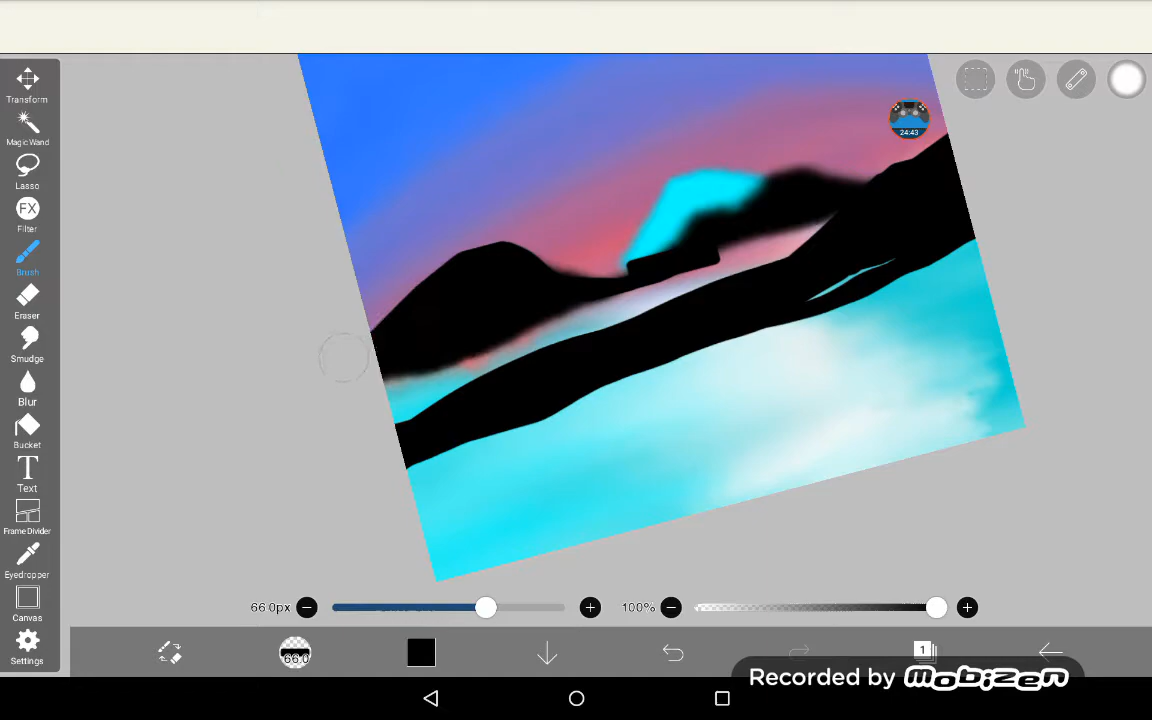 Transform
Magic Wand
Lasso
FX
Filter
Brush
Eraser
Smudge
Blur
Bucket
T
Text
Frame Divider
Eyedropper
Canvas
Settings
24:43
66.0px
100%
66.0
1
Recorded by mobizen